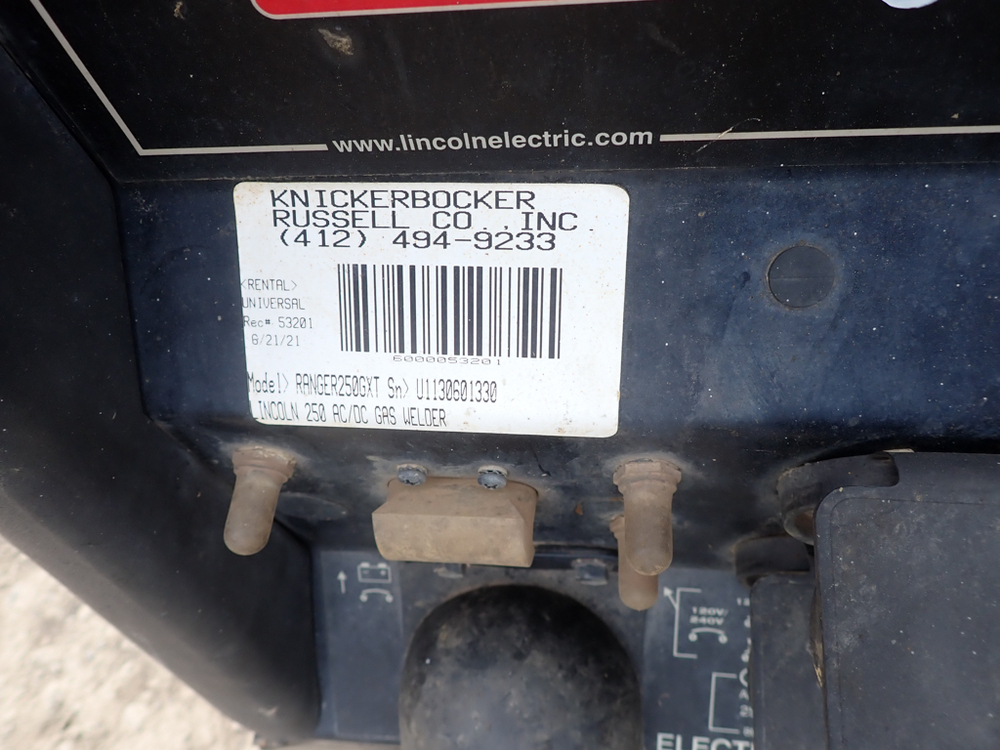 www.lincolnelectric.com
KNICKERBOCKER
RUSSELL CO.,INC.
(412) 494-9233
<RENTAL>
UNIVERSAL
Rec# 53201
6/21/21
6000053201
Model> RANGER250GXT Sn> U1130601330
LINCOLN 250 AC/DC GAS WELDER
120V/
240V